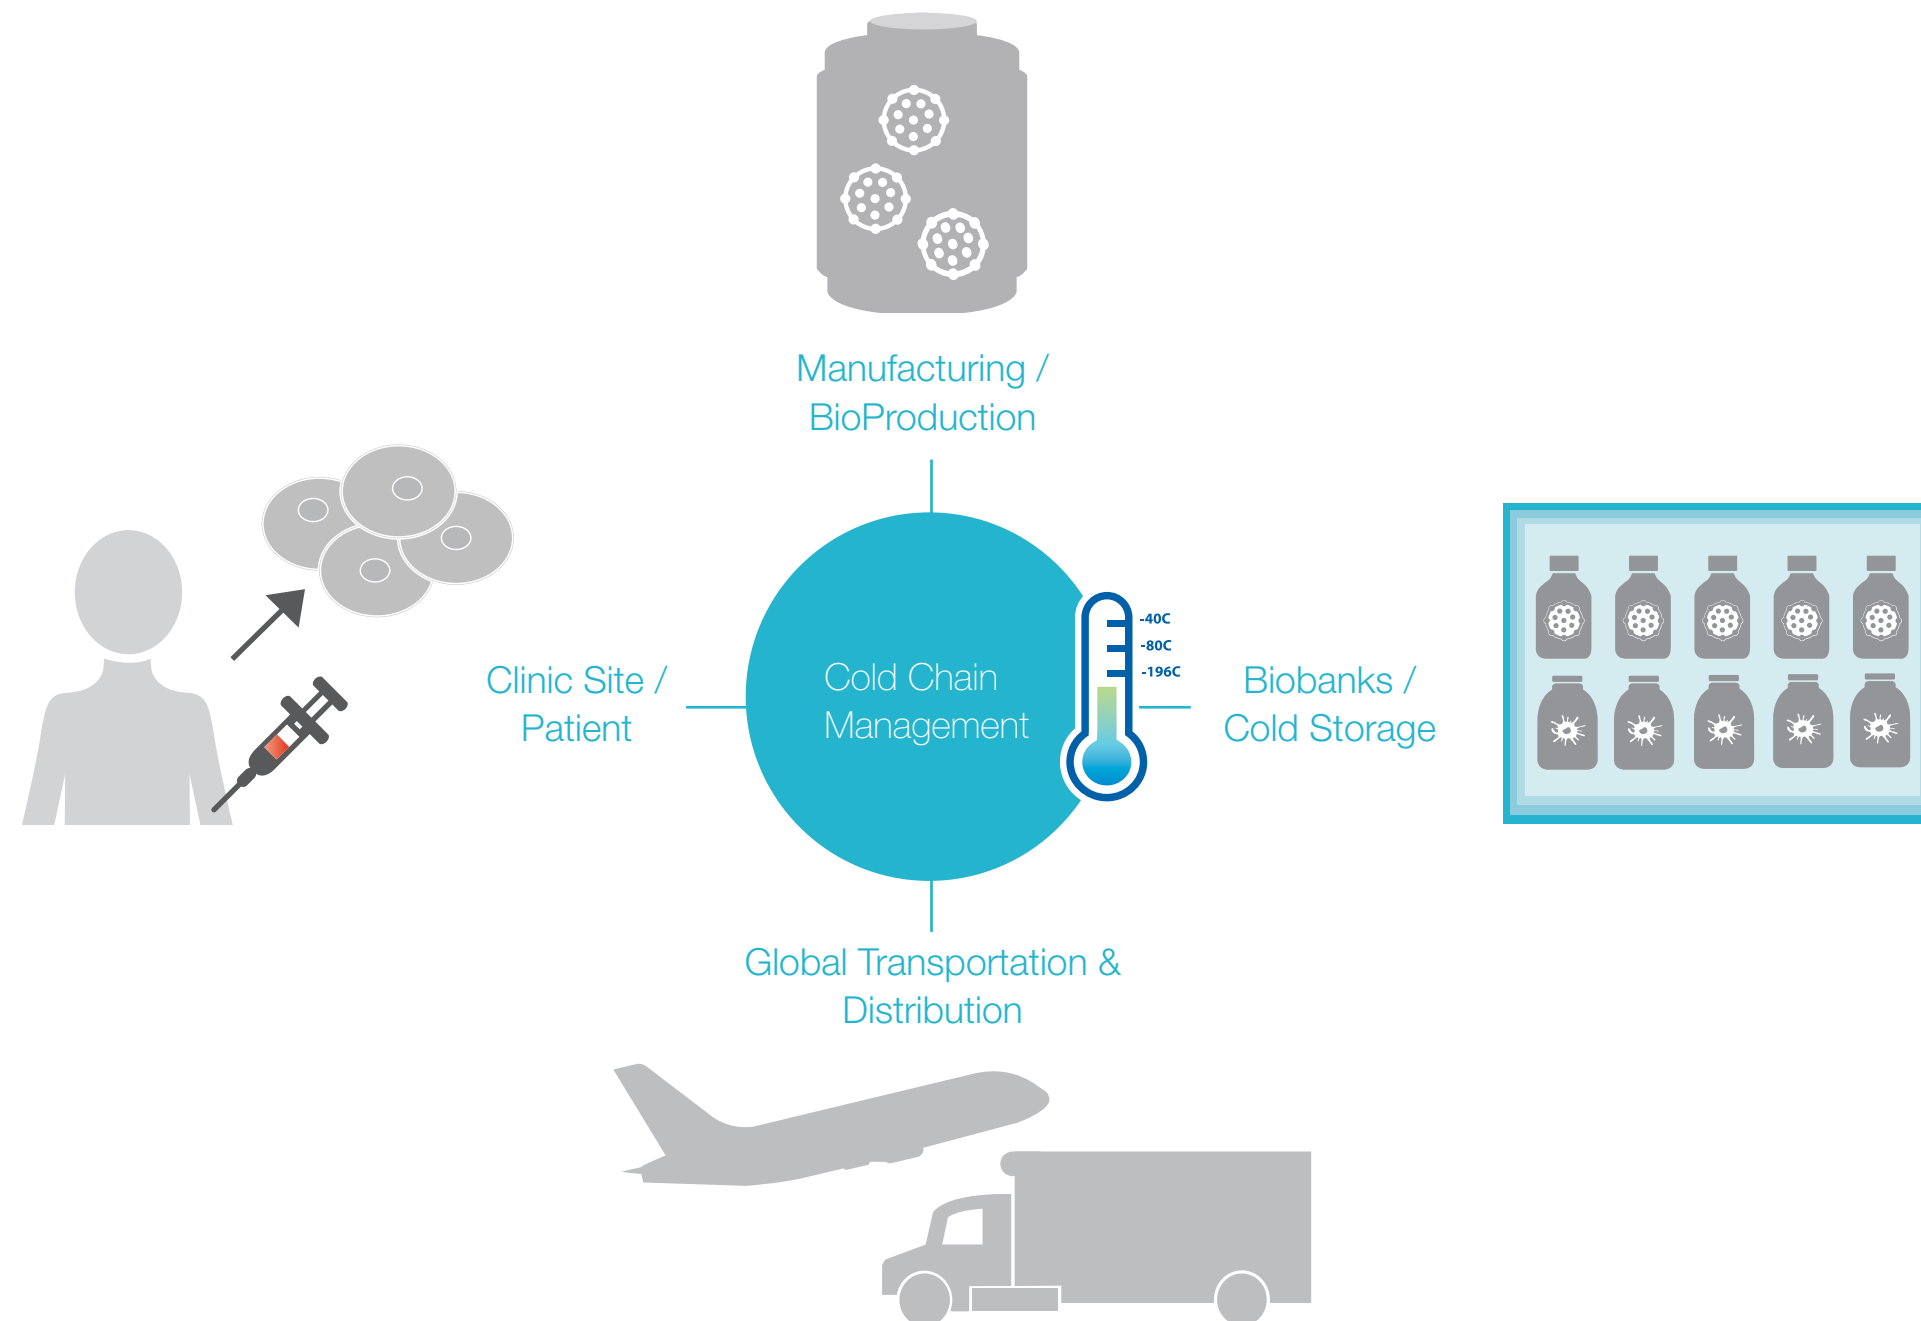 Manufacturing /
BioProduction
Clinic Site /
Patient
Cold Chain
Management
-40C
-80C
-196C
Biobanks /
Cold Storage
Global Transportation &
Distribution